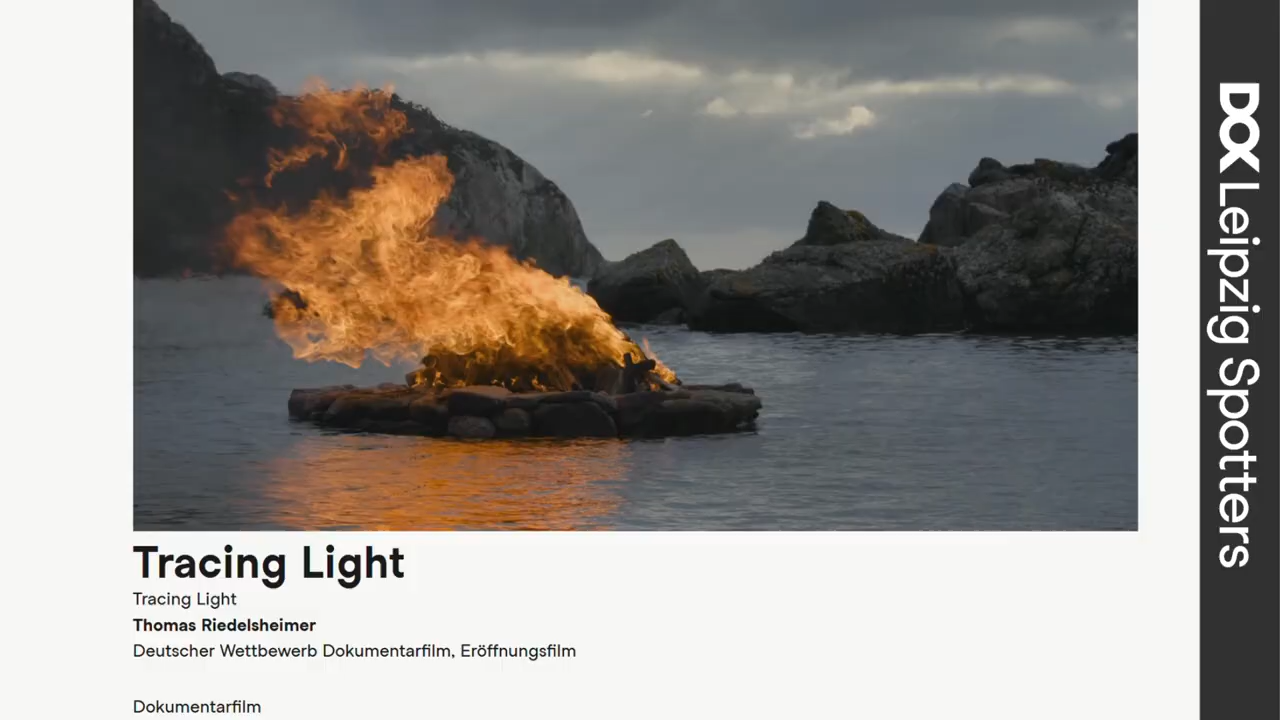 Tracing Light
Tracing Light
Thomas Riedelsheimer
Deutscher Wettbewerb Dokumentarfilm, Eröffnungsfilm
Dokumentarfilm
DOK Leipzig Spotters